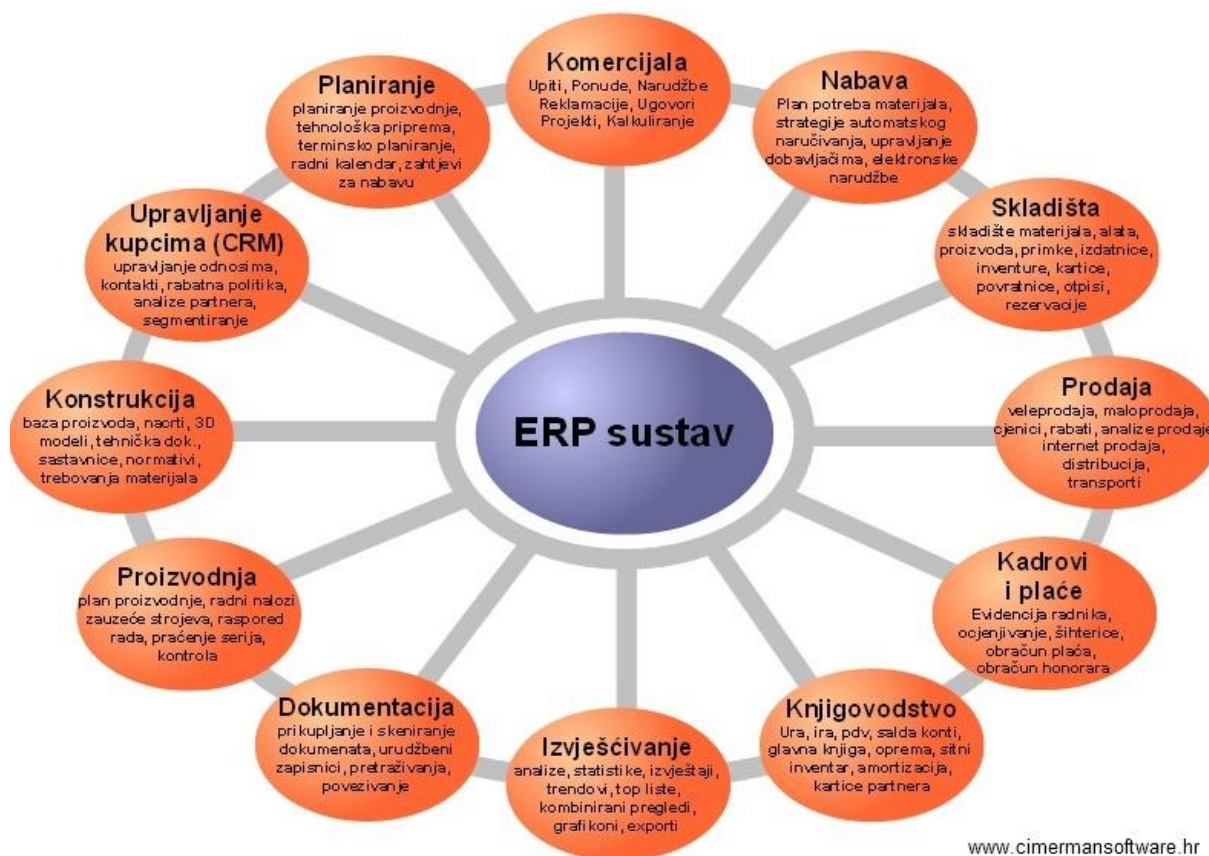 Komercijala
Upiti, Ponude, Narudžbe
Reklamacije, Ugovori
Projekti, Kalkuliranje
Nabava
Plan potreba materijala,
strategije automatskog
naručivanja, upravljanje
dobavljačima, elektronske
narudžbe
Skladišta
skladište materijala, alata,
proizvoda, primke, izdatnice,
inventure, kartice,
povratnice, otpisi,
rezervacije
Prodaja
veleprodaja, maloprodaja,
cjenici, rabati, analize prodaje
internet prodaja,
distribucija,
transporti
Kadrovi
i plaće
Evidencija radnika,
ocjenjivanje, šihterice,
obračun plaća,
obračun honorara
Knjigovodstvo
Ura, ira, pdv, salda konti,
glavna knjiga, oprema, sitni
inventar, amortizacija,
kartice partnera
Izvješćivanje
analize, statistike, izvještaji,
trendovi, top liste,
kombinirani pregledi,
grafikoni, exporti
Dokumentacija
prikupljanje i skeniranje
dokumenata, urudžbeni
zapisnici, pretraživanja,
povezivanje
Proizvodnja
plan proizvodnje, radni nalozi
zauzeće strojeva, raspored
rada, praćenje serija,
kontrola
Konstrukcija
baza proizvoda, nacrti, 3D
modeli, tehnička dok.,
sastavnice, normativi,
trebovanja materijala
Upravljanje
kupcima (CRM)
upravljanje odnosima,
kontakti, rabatna politika,
analize partnera,
segmentiranje
Planiranje
planiranje proizvodnje,
tehnološka priprema,
terminsko planiranje,
radni kalendar, zahtjevi
za nabavu
ERP sustav
www.cimermansoftware.hr